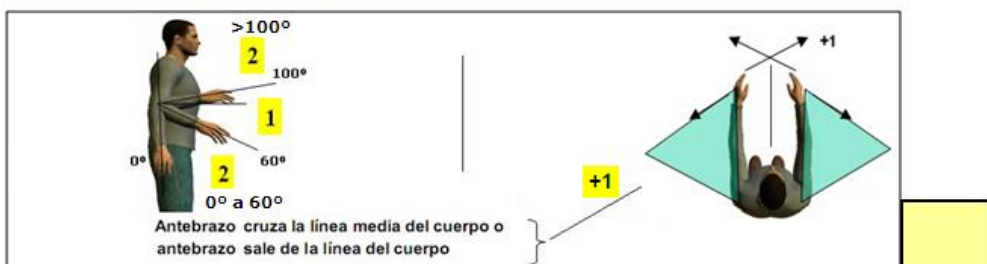 >100º
2
100º
1
0º
60º
2
0º a 60º
+1
+1
Antebrazo cruza la línea media del cuerpo o
antebrazo sale de la línea del cuerpo